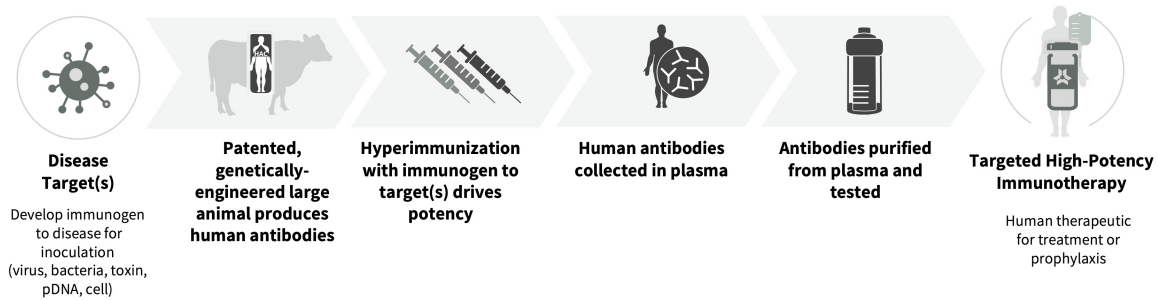 HAC
Disease
Target(s)
Develop immunogen
to disease for
inoculation
(virus, bacteria, toxin,
pDNA, cell)
Patented,
genetically-
engineered large
animal produces
human antibodies
Hyperimmunization
with immunogen to
target(s) drives
potency
Human antibodies
collected in plasma
Antibodies purified
from plasma and
tested
Targeted High-Potency
Immunotherapy
Human therapeutic
for treatment or
prophylaxis